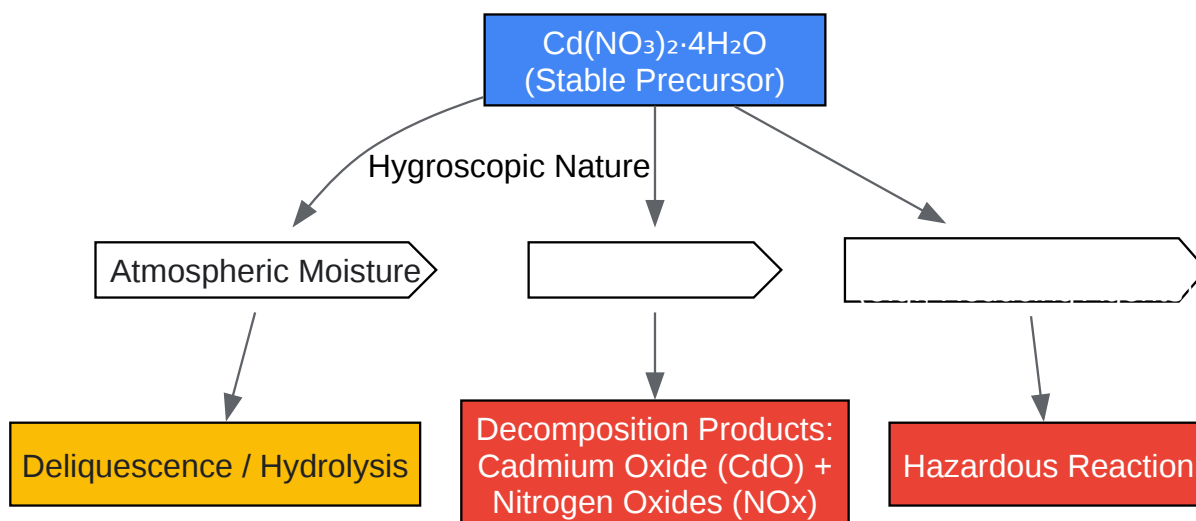 Cd(NO₃)₂·4H₂O
(Stable Precursor)
Hygroscopic Nature
Atmospheric Moisture
Deliquescence / Hydrolysis
Decomposition Products:
Cadmium Oxide (CdO) +
Nitrogen Oxides (NOx)
Hazardous Reaction